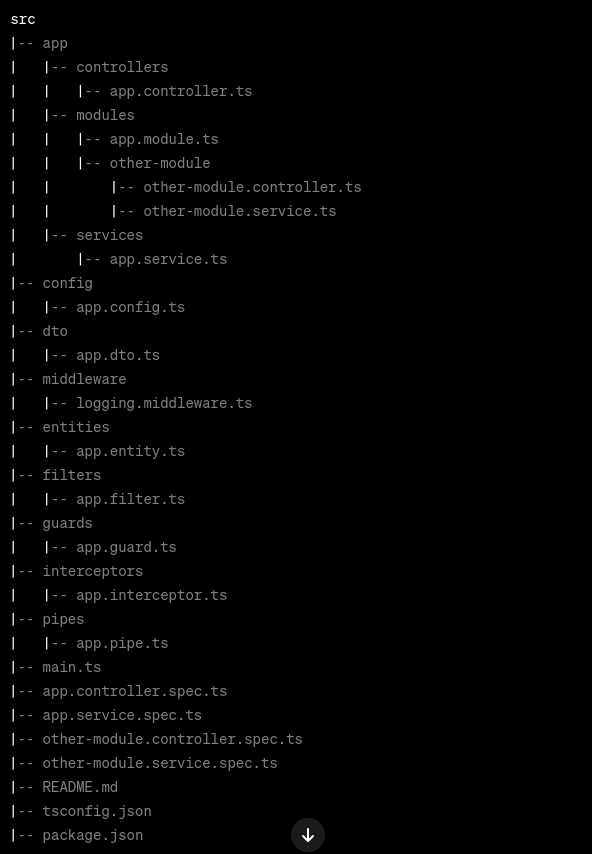 src
|-- app
|   |-- controllers
|   |   |-- app.controller.ts
|   |-- modules
|   |   |-- app.module.ts
|   |   |-- other-module
|   |       |-- other-module.controller.ts
|   |       |-- other-module.service.ts
|   |-- services
|       |-- app.service.ts
|-- config
|   |-- app.config.ts
|-- dto
|   |-- app.dto.ts
|-- middleware
|   |-- logging.middleware.ts
|-- entities
|   |-- app.entity.ts
|-- filters
|   |-- app.filter.ts
|-- guards
|   |-- app.guard.ts
|-- interceptors
|   |-- app.interceptor.ts
|-- pipes
|   |-- app.pipe.ts
|-- main.ts
|-- app.controller.spec.ts
|-- app.service.spec.ts
|-- other-module.controller.spec.ts
|-- other-module.service.spec.ts
|-- README.md
|-- tsconfig.json
|-- package.json